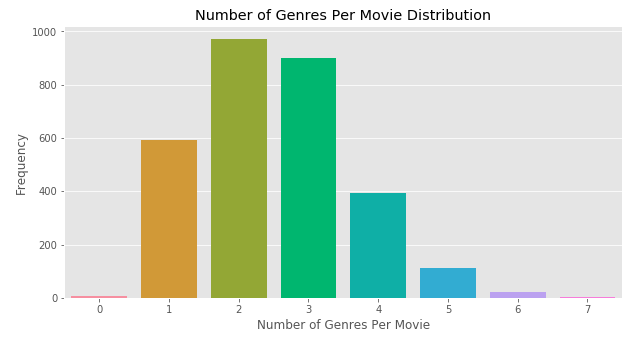 Number of Genres Per Movie Distribution
1000
800
600
400
200
0
Frequency
0 1 2 3 4 5 6 7
Number of Genres Per Movie